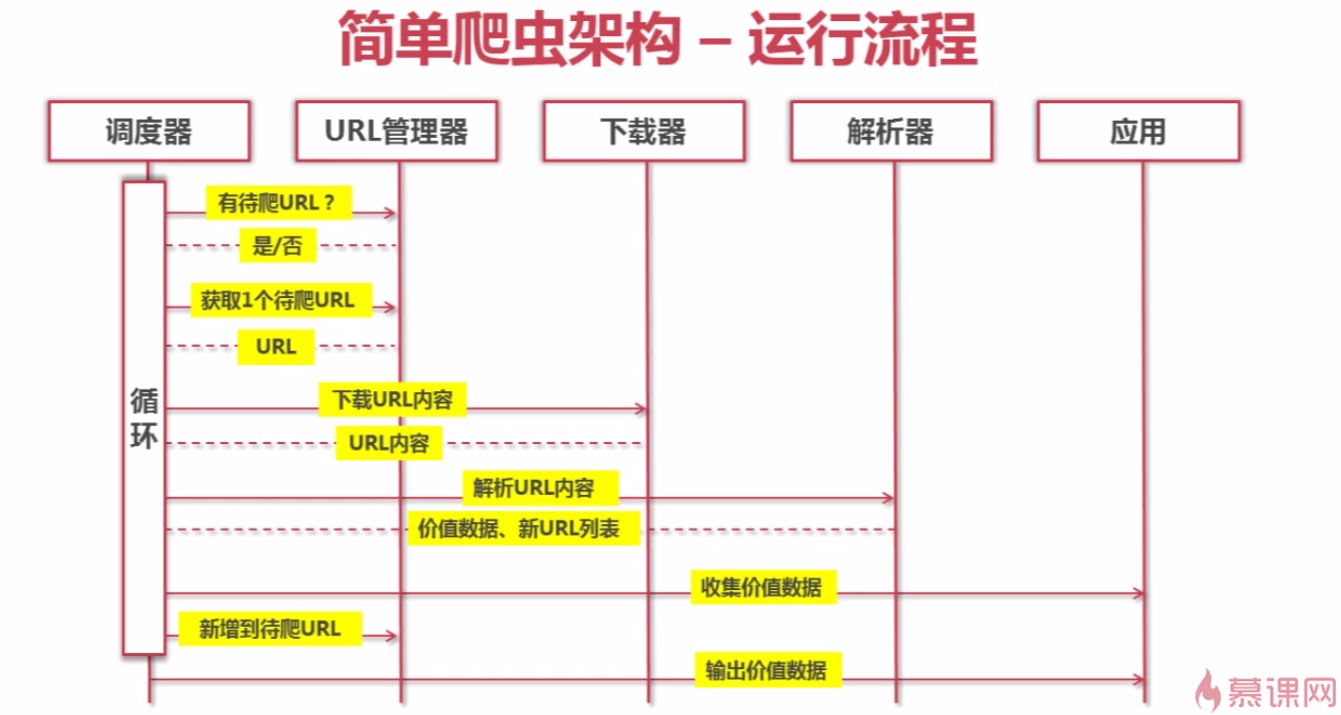 简单爬虫架构 – 运行流程
调度器
URL管理器
下载器
解析器
应用
有待爬URL？
是/否
获取1个待爬URL
URL
循
环
下载URL内容
URL内容
解析URL内容
价值数据、新URL列表
收集价值数据
新增到待爬URL
输出价值数据
慕课网